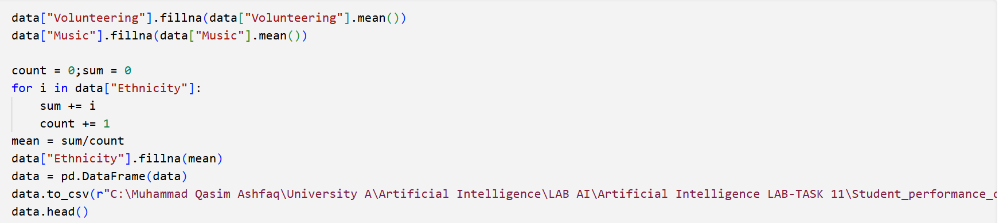 data["Volunteering"].fillna(data["Volunteering"].mean())
data["Music"].fillna(data["Music"].mean())
count = 0;sum = 0
for i in data["Ethnicity"]:
    sum += i
    count += 1
mean = sum/count
data["Ethnicity"].fillna(mean)
data = pd.DataFrame(data)
data.to_csv(r"C:\Muhammad Qasim Ashfaq\University A\Artificial Intelligence\LAB AI\Artificial Intelligence LAB-TASK 11\Student_performance_
data.head()